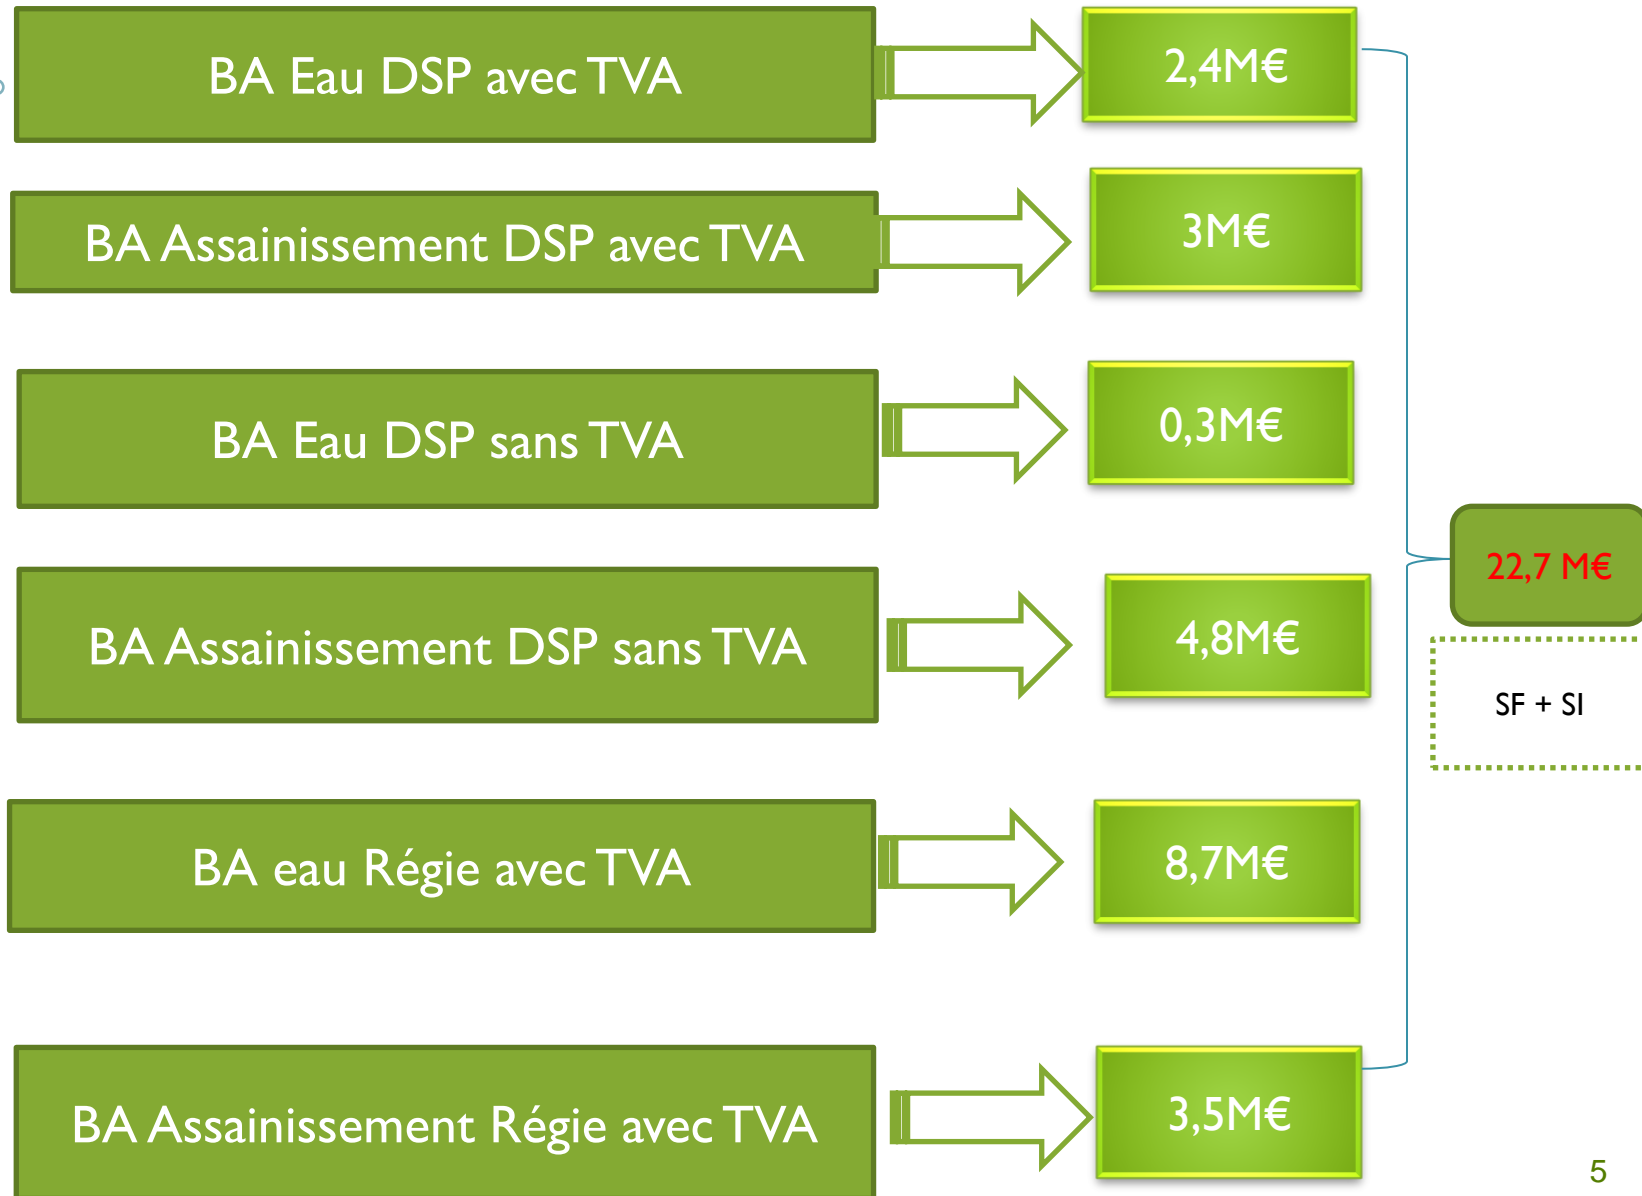 BA Eau DSP avec TVA
2,4M€
BA Assainissement DSP avec TVA
3M€
BA Eau DSP sans TVA
0,3M€
BA Assainissement DSP sans TVA
4,8M€
BA eau Régie avec TVA
8,7M€
BA Assainissement Régie avec TVA
3,5M€
22,7 M€
SF + SI
5